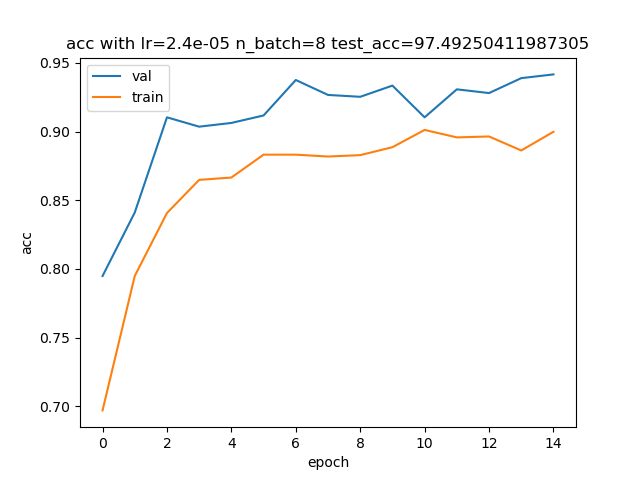 acc with lr=2.4e-05 n_batch=8 test_acc=97.49250411987305
val
train
0.95
0.90
0.85
0.80
0.75
0.70
acc
0 2 4 6 8 10 12 14
epoch